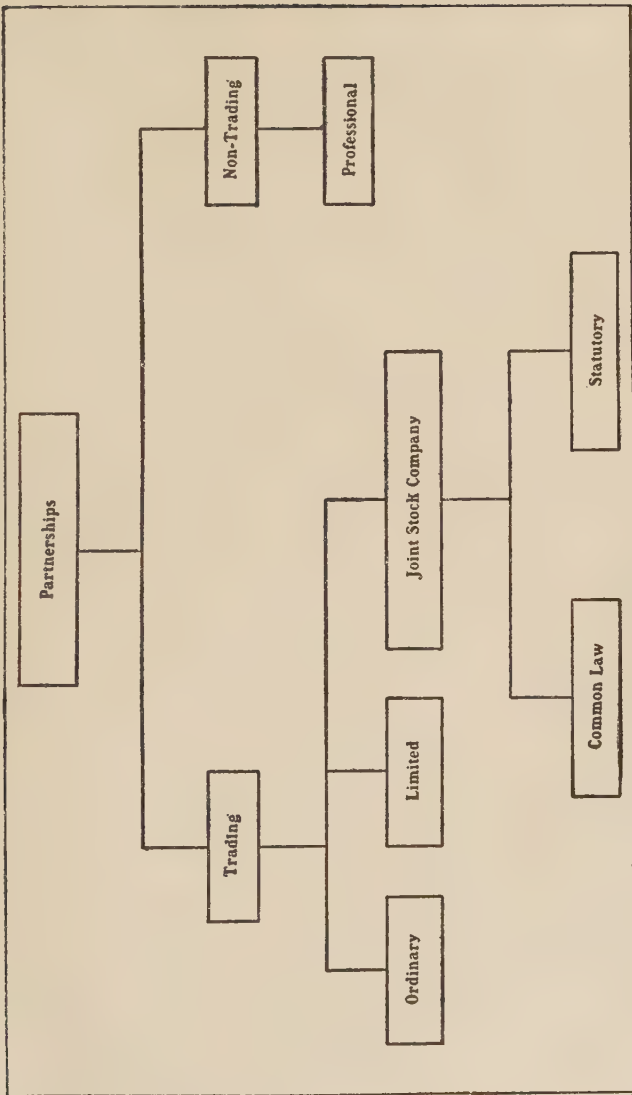 Partnerships
Trading
Non-Trading
Ordinary
Limited
Joint Stock Company
Professional
Common Law
Statutory